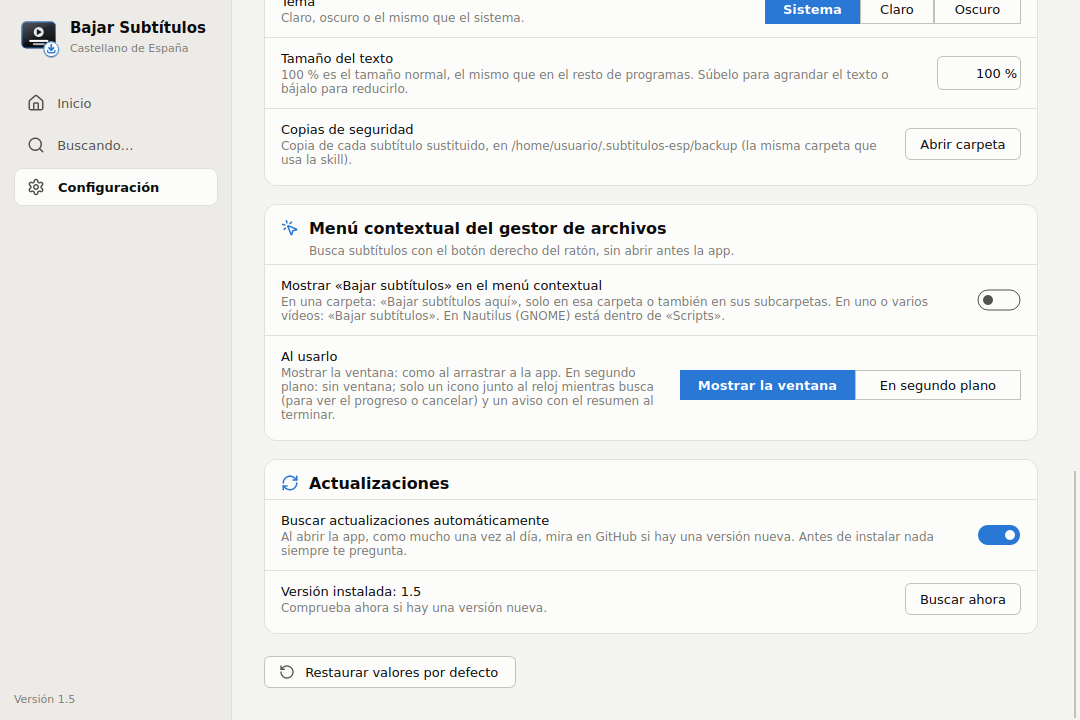 Bajar Subtítulos
Castellano de España
Inicio
Buscando...
Configuración
Versión 1.5
Tema
Claro, oscuro o el mismo que el sistema.
Sistema
Claro
Oscuro
Tamaño del texto
100 % es el tamaño normal, el mismo que en el resto de programas. Súbelo para agrandar el texto o
bájalo para reducirlo.
100 %
Copias de seguridad
Copia de cada subtítulo sustituido, en /home/usuario/.subtitulos-esp/backup (la misma carpeta que
usa la skill).
Abrir carpeta
Menú contextual del gestor de archivos
Busca subtítulos con el botón derecho del ratón, sin abrir antes la app.
Mostrar «Bajar subtítulos» en el menú contextual
En una carpeta: «Bajar subtítulos aquí», solo en esa carpeta o también en sus subcarpetas. En uno o varios
vídeos: «Bajar subtítulos». En Nautilus (GNOME) está dentro de «Scripts».
Al usarlo
Mostrar la ventana: como al arrastrar a la app. En segundo
plano: sin ventana; solo un icono junto al reloj mientras busca
(para ver el progreso o cancelar) y un aviso con el resumen al
terminar.
Mostrar la ventana
En segundo plano
Actualizaciones
Buscar actualizaciones automáticamente
Al abrir la app, como mucho una vez al día, mira en GitHub si hay una versión nueva. Antes de instalar nada
siempre te pregunta.
Versión instalada: 1.5
Comprueba ahora si hay una versión nueva.
Buscar ahora
Restaurar valores por defecto